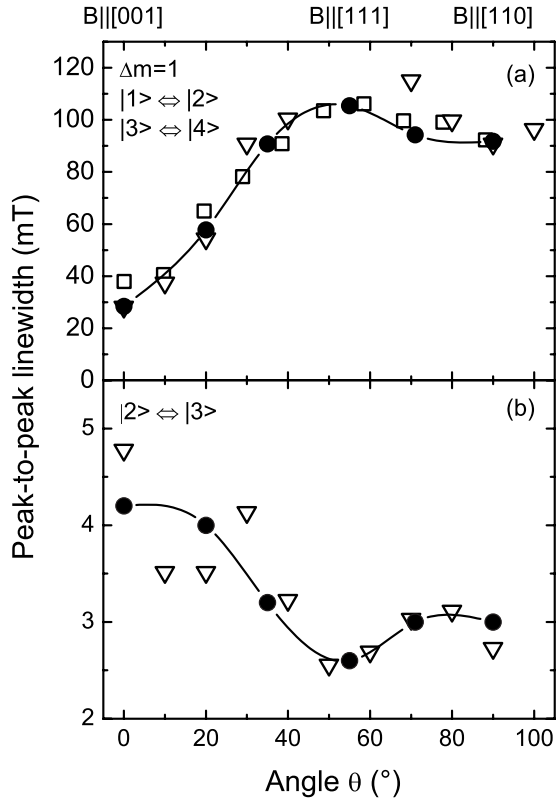 B||[001] B||[111] B||[110]
Δm=1
|1> ⇔ |2>
|3> ⇔ |4>
(a)
120
100
80
60
40
20
0
Peak-to-peak linewidth (mT)
|2> ⇔ |3>
(b)
5
4
3
2
0 20 40 60 80 100
Angle θ (°)